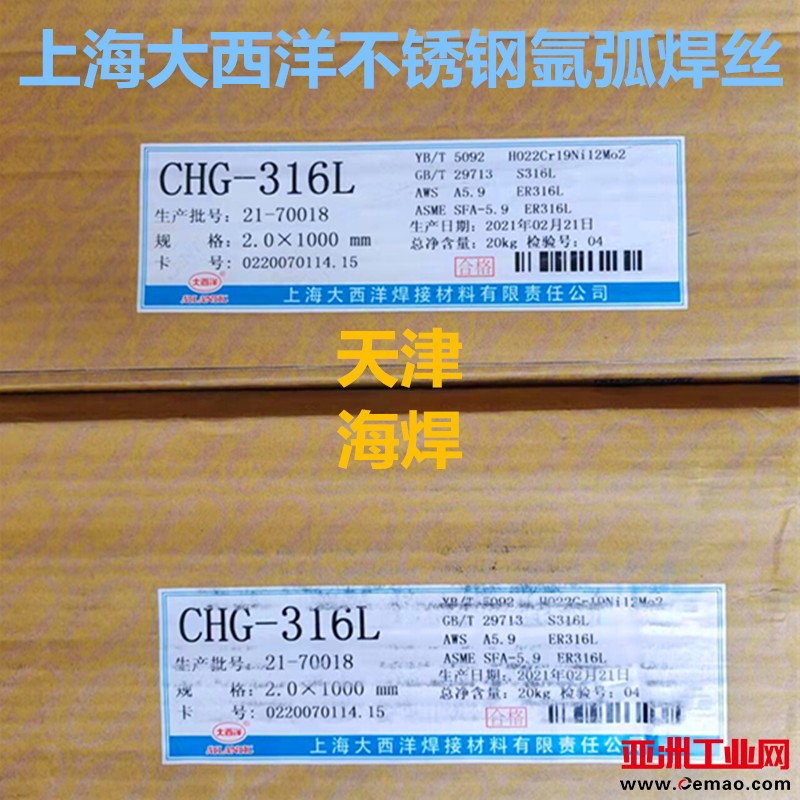 上海大西洋不锈钢氩弧焊丝
CHG-316L
YB/T 5092 H022Cr19Ni12Mo2
GB/T 29713 S316L
AWS A5.9 ER316L
ASME SFA-5.9 ER316L
生产批号: 21-70018
生产日期: 2021年02月21日
规 格: 2.0×1000 mm
总净含量: 20kg 检验号: 04
卡 号: 0220070114.15
合格
大西洋
ATLANTIC
上海大西洋焊接材料有限责任公司
天津
海焊
CHG-316L
YB/T 5092 H022Cr19Ni12Mo2
GB/T 29713 S316L
AWS A5.9 ER316L
ASME SFA-5.9 ER316L
生产批号: 21-70018
生产日期: 2021年02月21日
规 格: 2.0×1000 mm
总净含量: 20kg 检验号: 04
卡 号: 0220070114.15
合格
大西洋
ATLANTIC
上海大西洋焊接材料有限责任公
亚洲工业网
www.Cemao.com